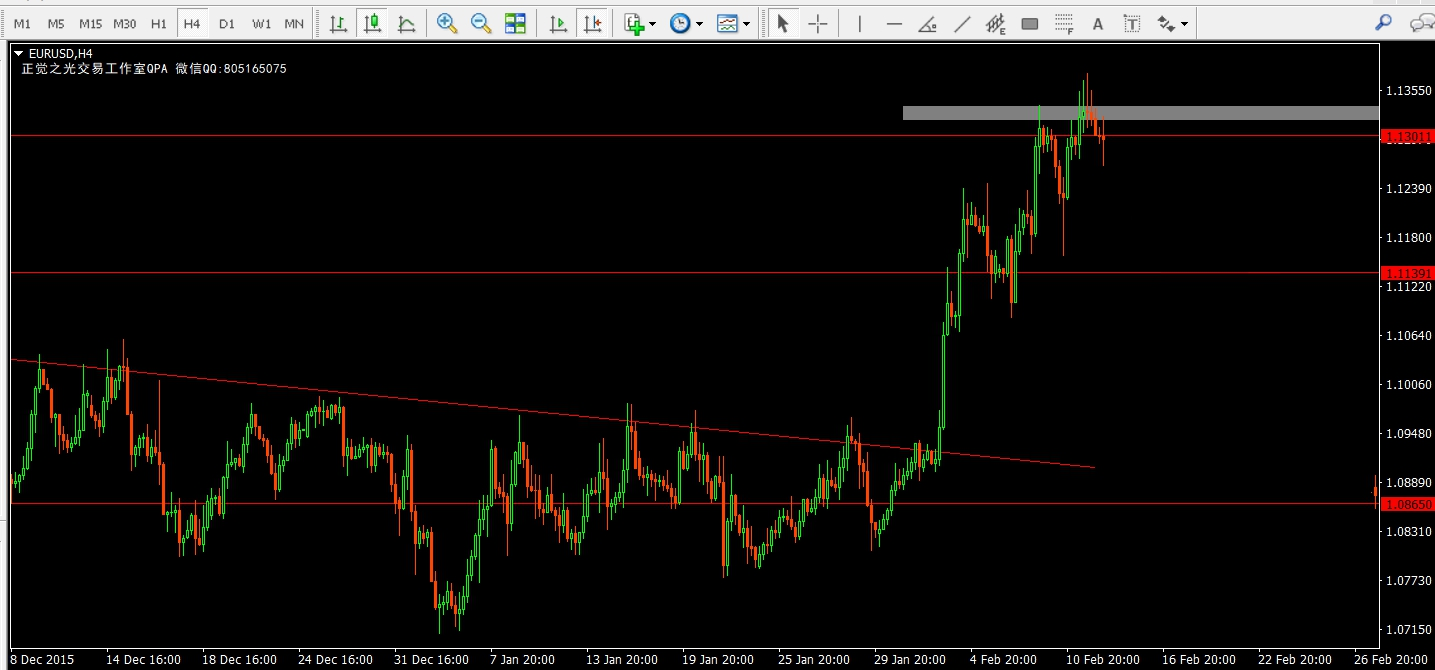 M1 M5 M15 M30 H1 H4 D1 W1 MN
A T
EURUSD,H4
正觉之光交易工作室QPA 微信QQ:805165075
1.13550
1.13011
1.12390
1.11800
1.11391
1.11220
1.10640
1.10060
1.09480
1.08890
1.08650
1.08310
1.07730
1.07150
8 Dec 2015 14 Dec 16:00 18 Dec 16:00 24 Dec 16:00 31 Dec 16:00 7 Jan 20:00 13 Jan 20:00 19 Jan 20:00 25 Jan 20:00 29 Jan 20:00 4 Feb 20:00 10 Feb 20:00 16 Feb 20:00 22 Feb 20:00 26 Feb 20:00